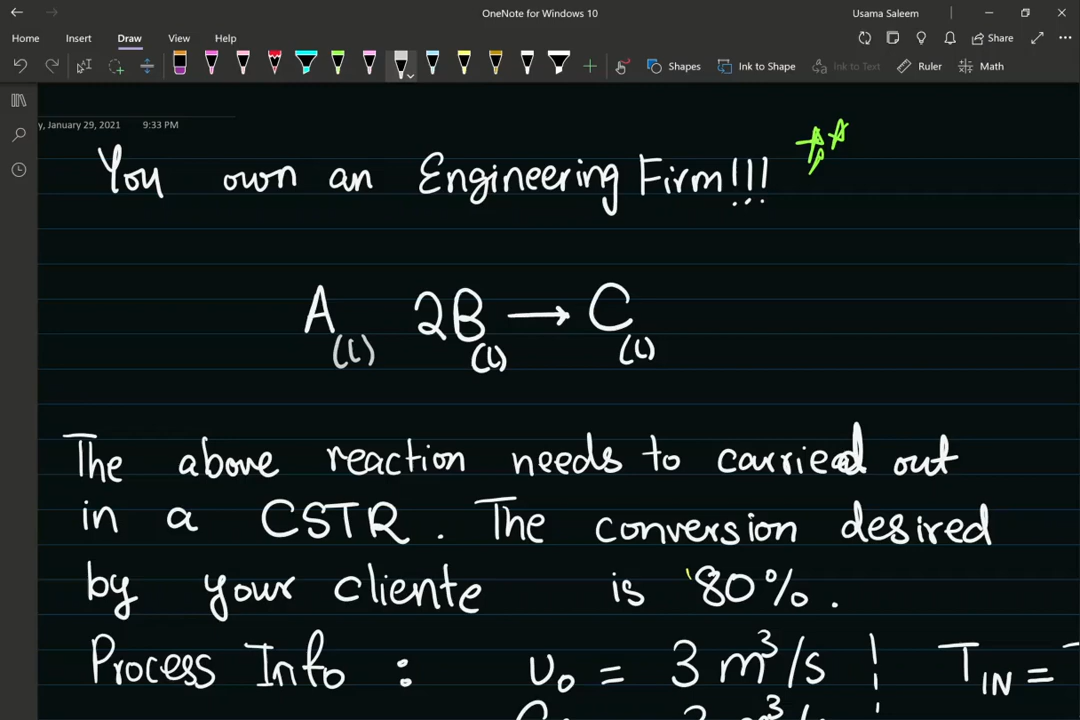 OneNote for Windows 10
Usama Saleem
Home Insert Draw View Help
Share
Shapes Ink to Shape Ink to Text Ruler Math
y, January 29, 2021 9:33 PM
You own an Engineering Firm!!!
A(l) 2B(l) → C(l)
The above reaction needs to carried out
in a CSTR. The conversion desired
by your cliente is 80%.
Process Info : υ₀ = 3 m³/s T_IN =